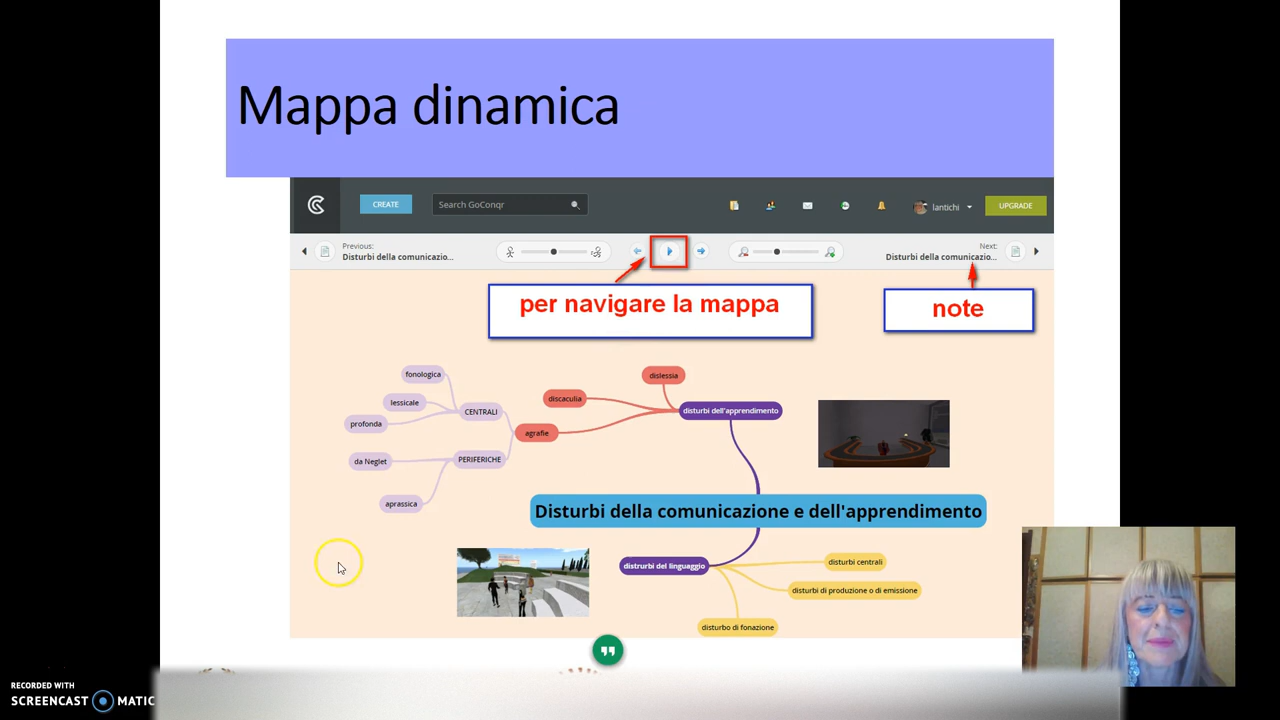 Mappa dinamica
CREATE
Search GoConqr
lantichi
UPGRADE
Previous:
Disturbi della comunicazio...
Next:
Disturbi della comunicazio...
per navigare la mappa
note
fonologica
lessicale
profonda
da Neglet
aprassica
CENTRALI
PERIFERICHE
discaculia
agrafie
dislessia
disturbi dell'apprendimento
Disturbi della comunicazione e dell'apprendimento
distrurbi del linguaggio
disturbi centrali
disturbi di produzione o di emissione
disturbo di fonazione
RECORDED WITH
SCREENCAST MATIC